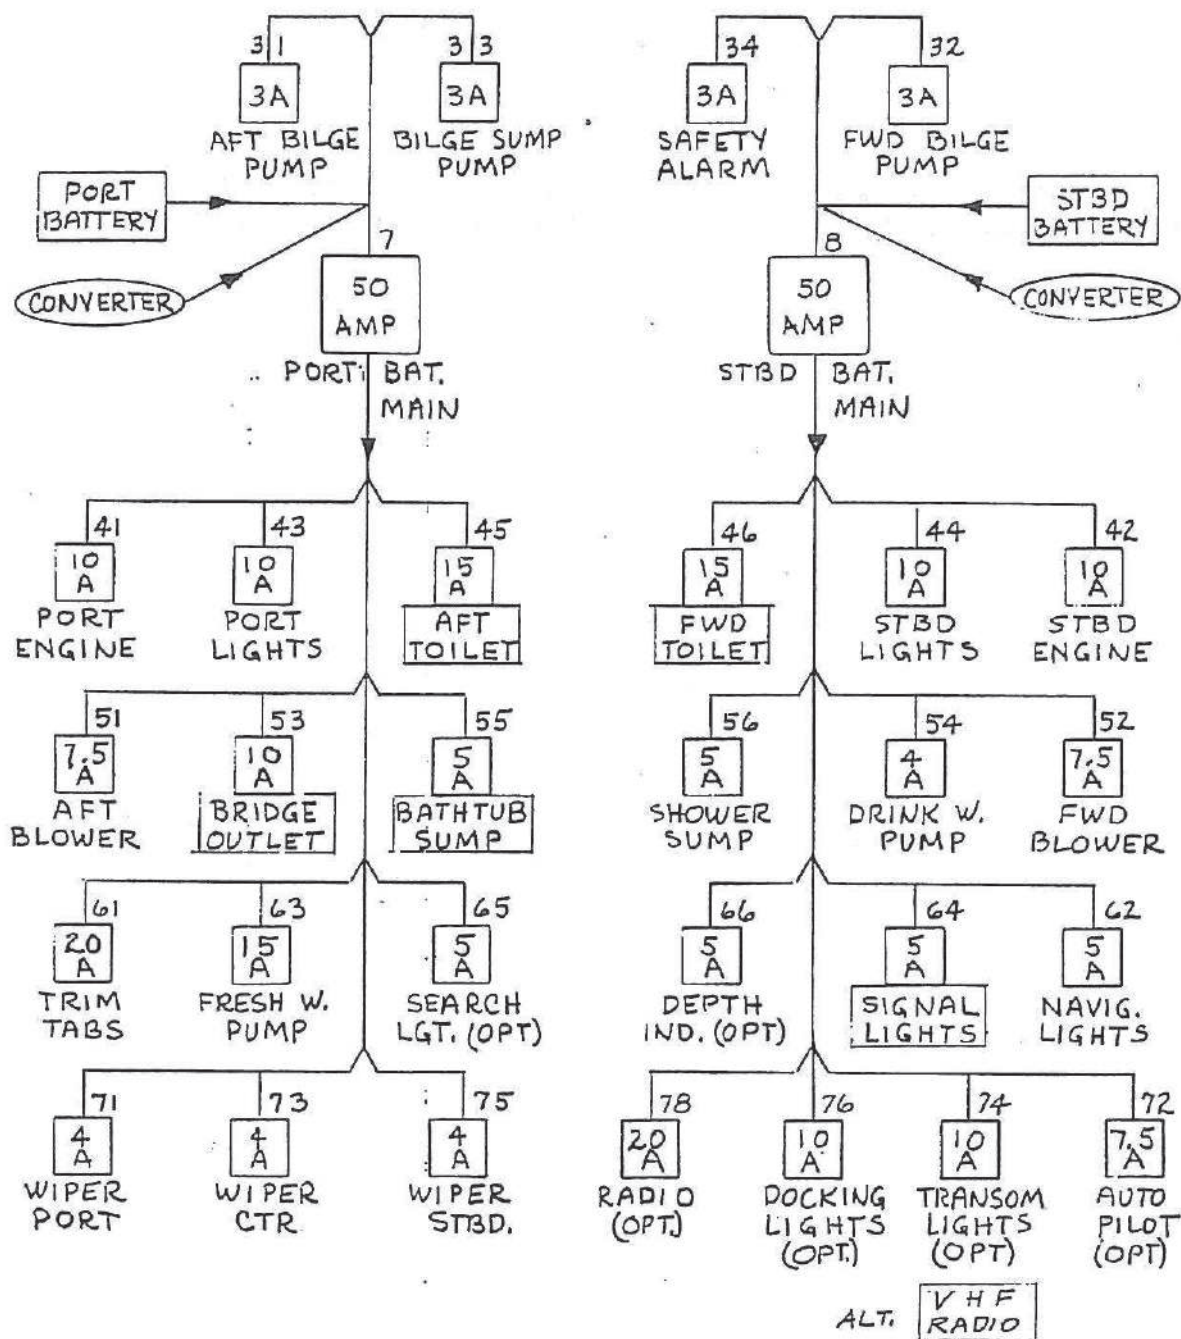 31
33
34
32
3A
3A
3A
3A
AFT BILGE
PUMP
BILGE SUMP
PUMP
SAFETY
ALARM
FWD BILGE
PUMP
PORT
BATTERY
STBD
BATTERY
7
8
CONVERTER
50
AMP
50
AMP
CONVERTER
PORT BAT.
MAIN
STBD BAT.
MAIN
41
43
45
46
44
42
10
A
10
A
15
A
15
A
10
A
10
A
PORT
ENGINE
PORT
LIGHTS
AFT
TOILET
FWD
TOILET
STBD
LIGHTS
STBD
ENGINE
51
53
55
56
54
52
7.5
A
10
A
5
A
5
A
4
A
7.5
A
AFT
BLOWER
BRIDGE
OUTLET
BATHTUB
SUMP
SHOWER
SUMP
DRINK W.
PUMP
FWD
BLOWER
61
63
65
66
64
62
20
A
15
A
5
A
5
A
5
A
5
A
TRIM
TABS
FRESH W.
PUMP
SEARCH
LGT. (OPT)
DEPTH
IND. (OPT)
SIGNAL
LIGHTS
NAVIG.
LIGHTS
71
73
75
78
76
74
72
4
A
4
A
4
A
20
A
10
A
10
A
7.5
A
WIPER
PORT
WIPER
CTR
WIPER
STBD.
RADIO
(OPT.)
DOCKING
LIGHTS
(OPT.)
TRANSOM
LIGHTS
(OPT)
AUTO
PILOT
(OPT)
ALT.
VHF
RADIO